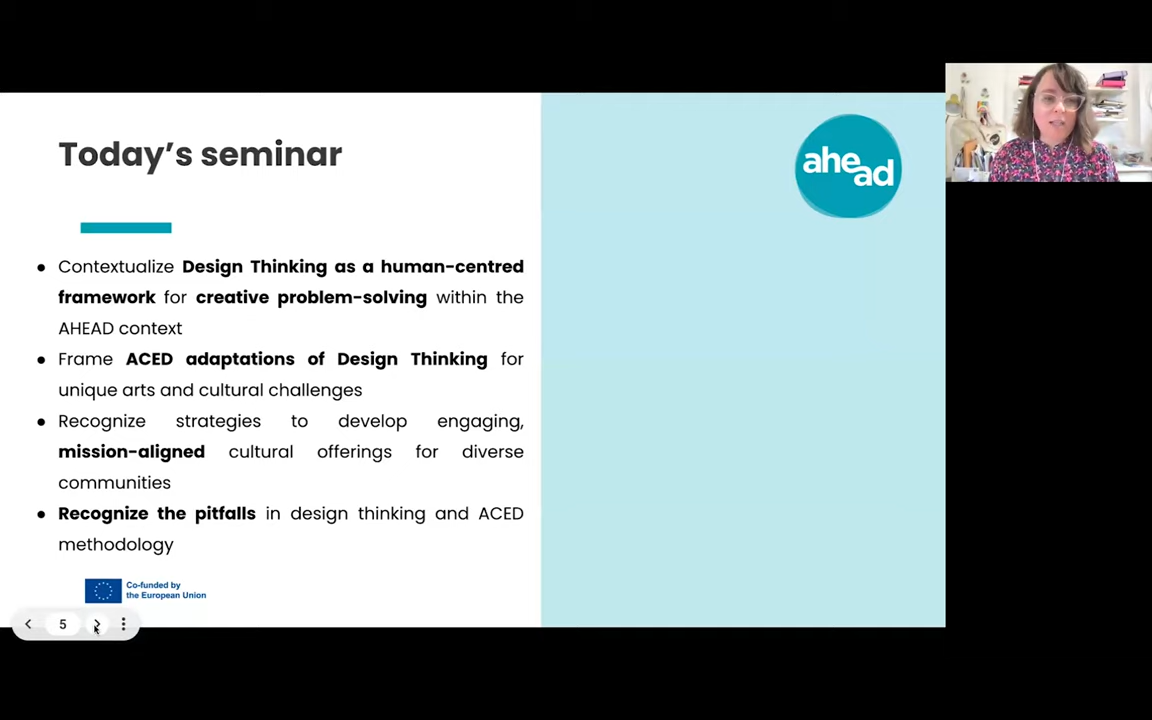 Today's seminar
ahead
● Contextualize Design Thinking as a human-centred
framework for creative problem-solving within the
AHEAD context
● Frame ACED adaptations of Design Thinking for
unique arts and cultural challenges
● Recognize strategies to develop engaging,
mission-aligned cultural offerings for diverse
communities
● Recognize the pitfalls in design thinking and ACED
methodology
Co-funded by
the European Union
5